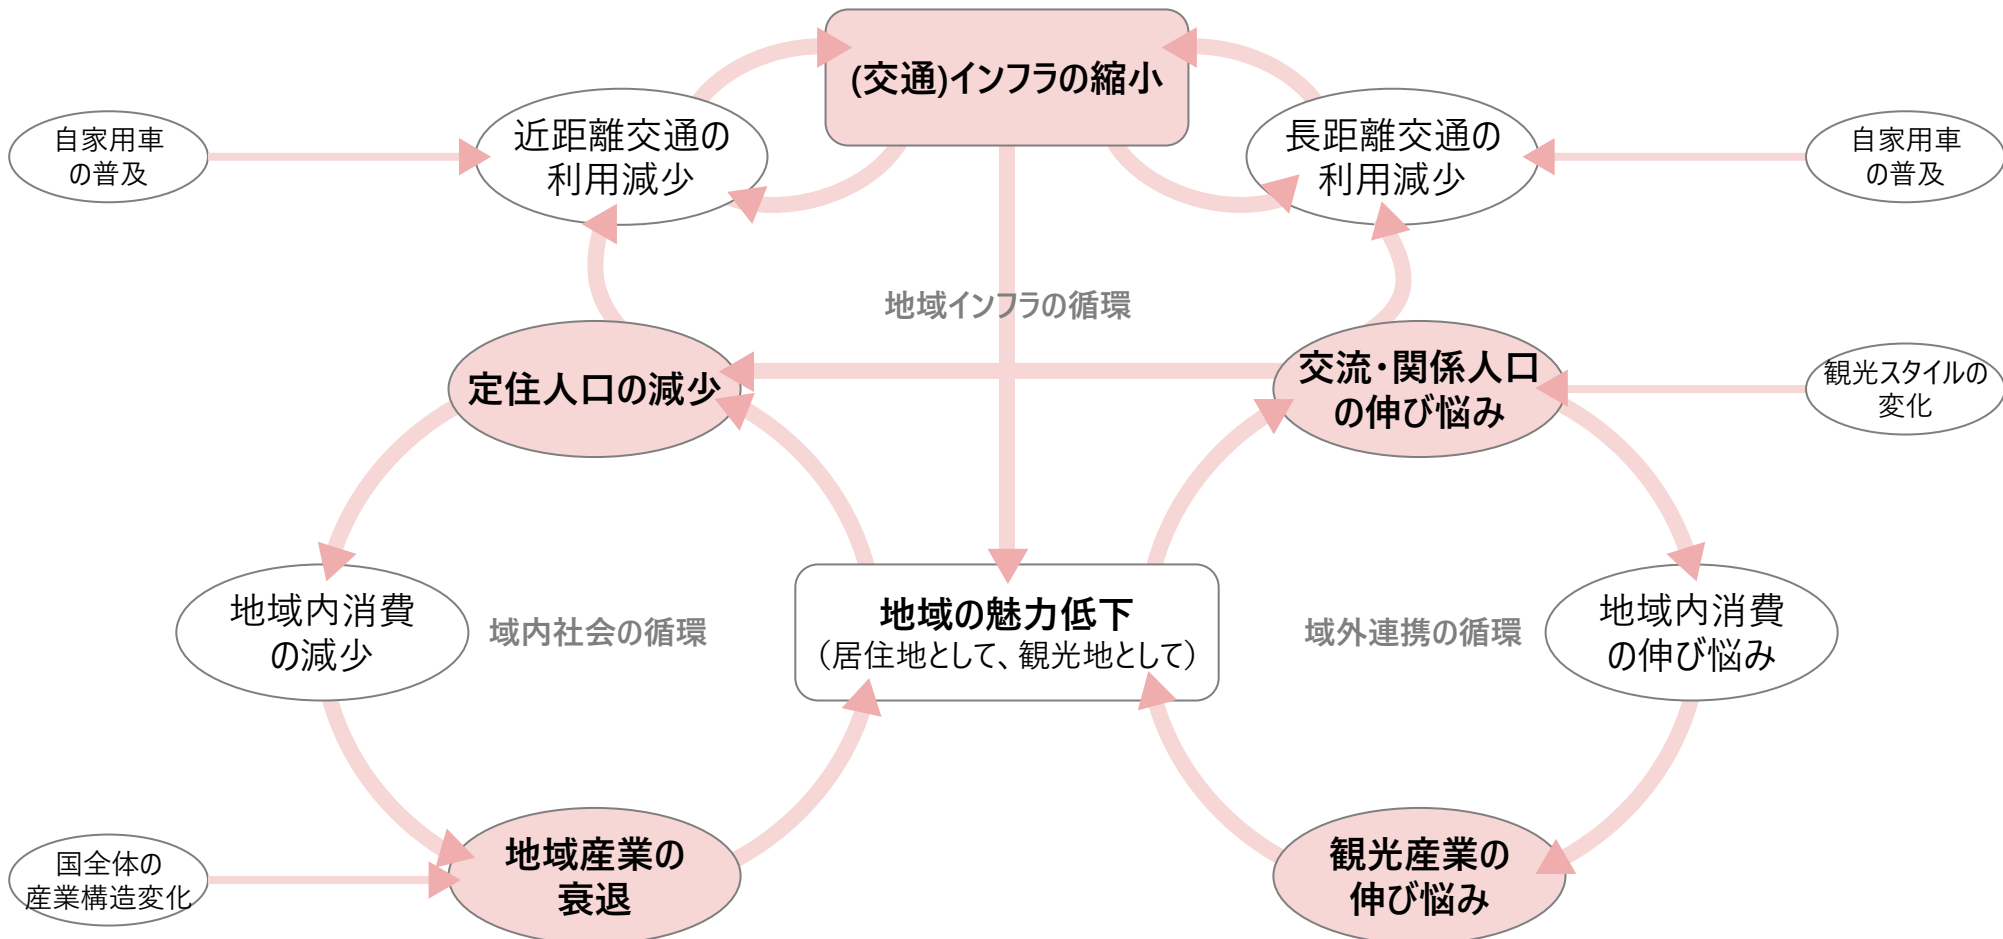 (交通)インフラの縮小
自家用車
の普及
近距離交通の
利用減少
長距離交通の
利用減少
自家用車
の普及
地域インフラの循環
定住人口の減少
交流・関係人口
の伸び悩み
観光スタイルの
変化
地域内消費
の減少
域内社会の循環
地域の魅力低下
（居住地として、観光地として）
域外連携の循環
地域内消費
の伸び悩み
国全体の
産業構造変化
地域産業の
衰退
観光産業の
伸び悩み